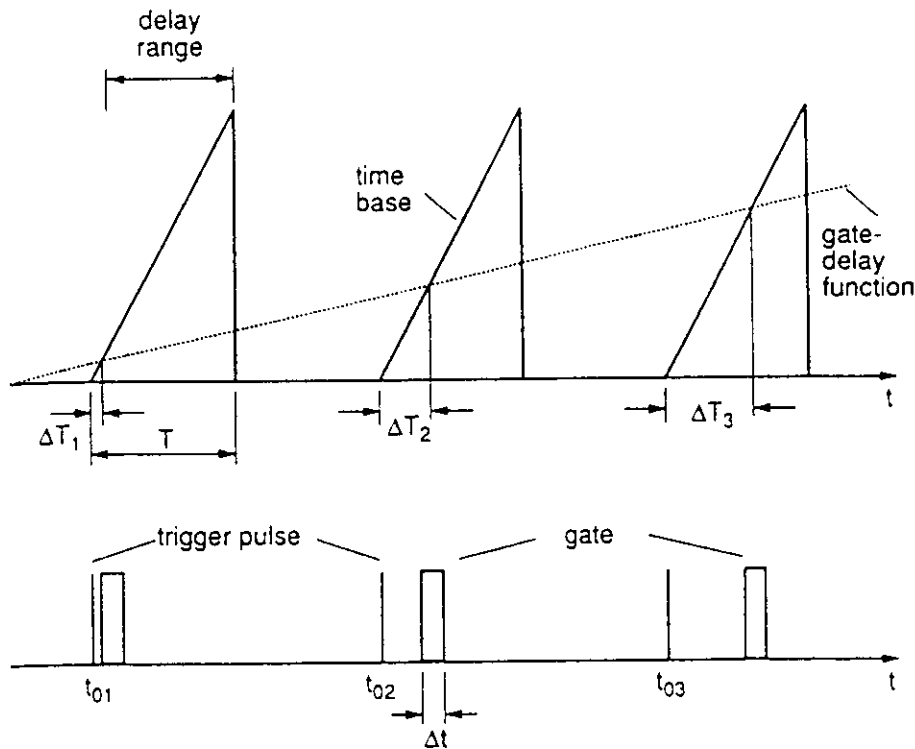 delay
range
time
base
gate-
delay
function
t
ΔT₁
T
ΔT₂
ΔT₃
trigger pulse
gate
t₀₁
t₀₂
t₀₃
t
Δt